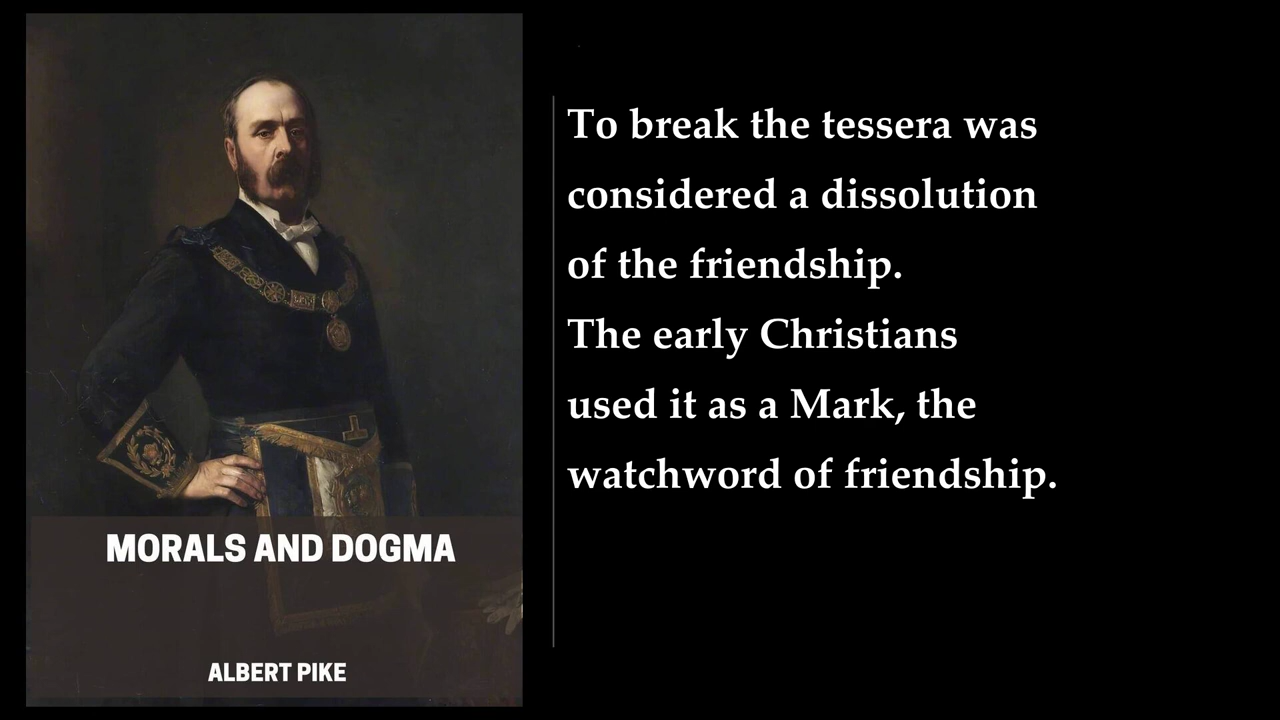 MORALS AND DOGMA
ALBERT PIKE
To break the tessera was
considered a dissolution
of the friendship.
The early Christians
used it as a Mark, the
watchword of friendship.